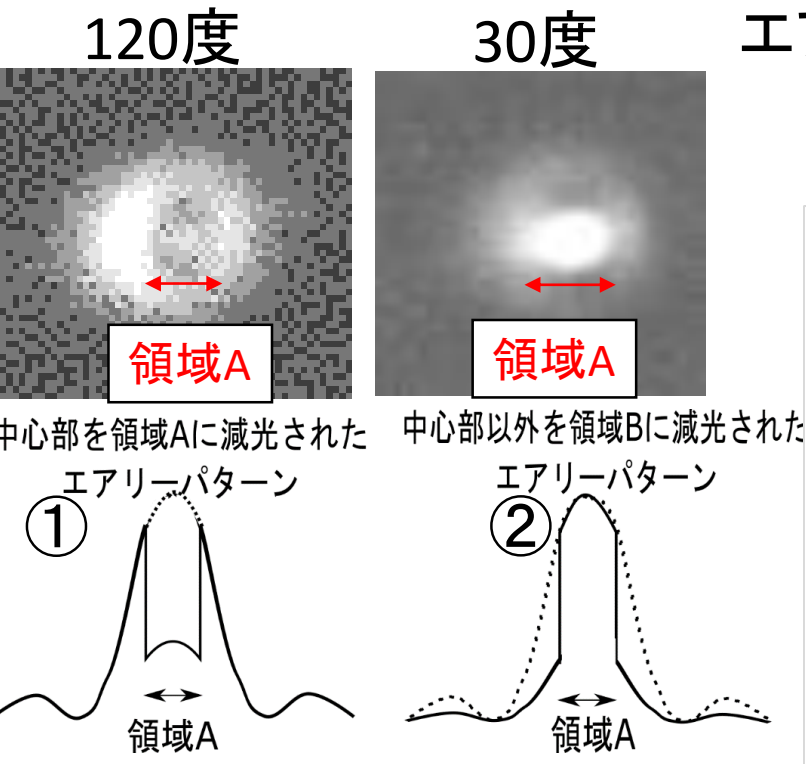 120度
30度
エ
領域A
領域A
中心部を領域Aに減光された
エアリーパターン
中心部以外を領域Bに減光された
エアリーパターン
①
②
領域A
領域A